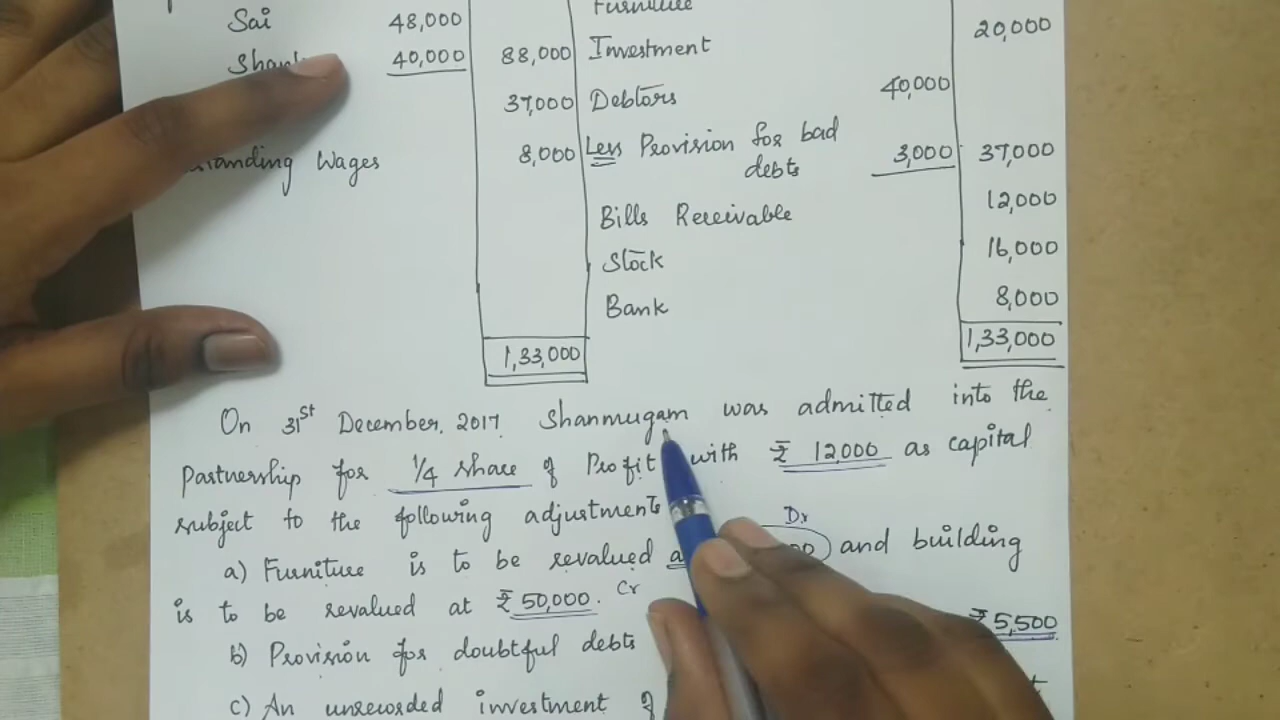 Sai 48,000
40,000 88,000 Investment 20,000
37,000 Debtors 40,000
Wages 8,000 Less Provision for bad debts 3,000 37,000
Bills Receivable 12,000
Stock 16,000
Bank 8,000
1,33,000 1,33,000
On 31st December. 2017 Shanmugam was admitted into the
Partnership for 1/4 share of Profit with ₹ 12,000 as capital
subject to the following adjustments
Dr
a) Furniture is to be revalued and building
is to be revalued at ₹ 50,000. Cr
b) Provision for doubtful debts ₹ 5,500
c) An unrecorded investment of